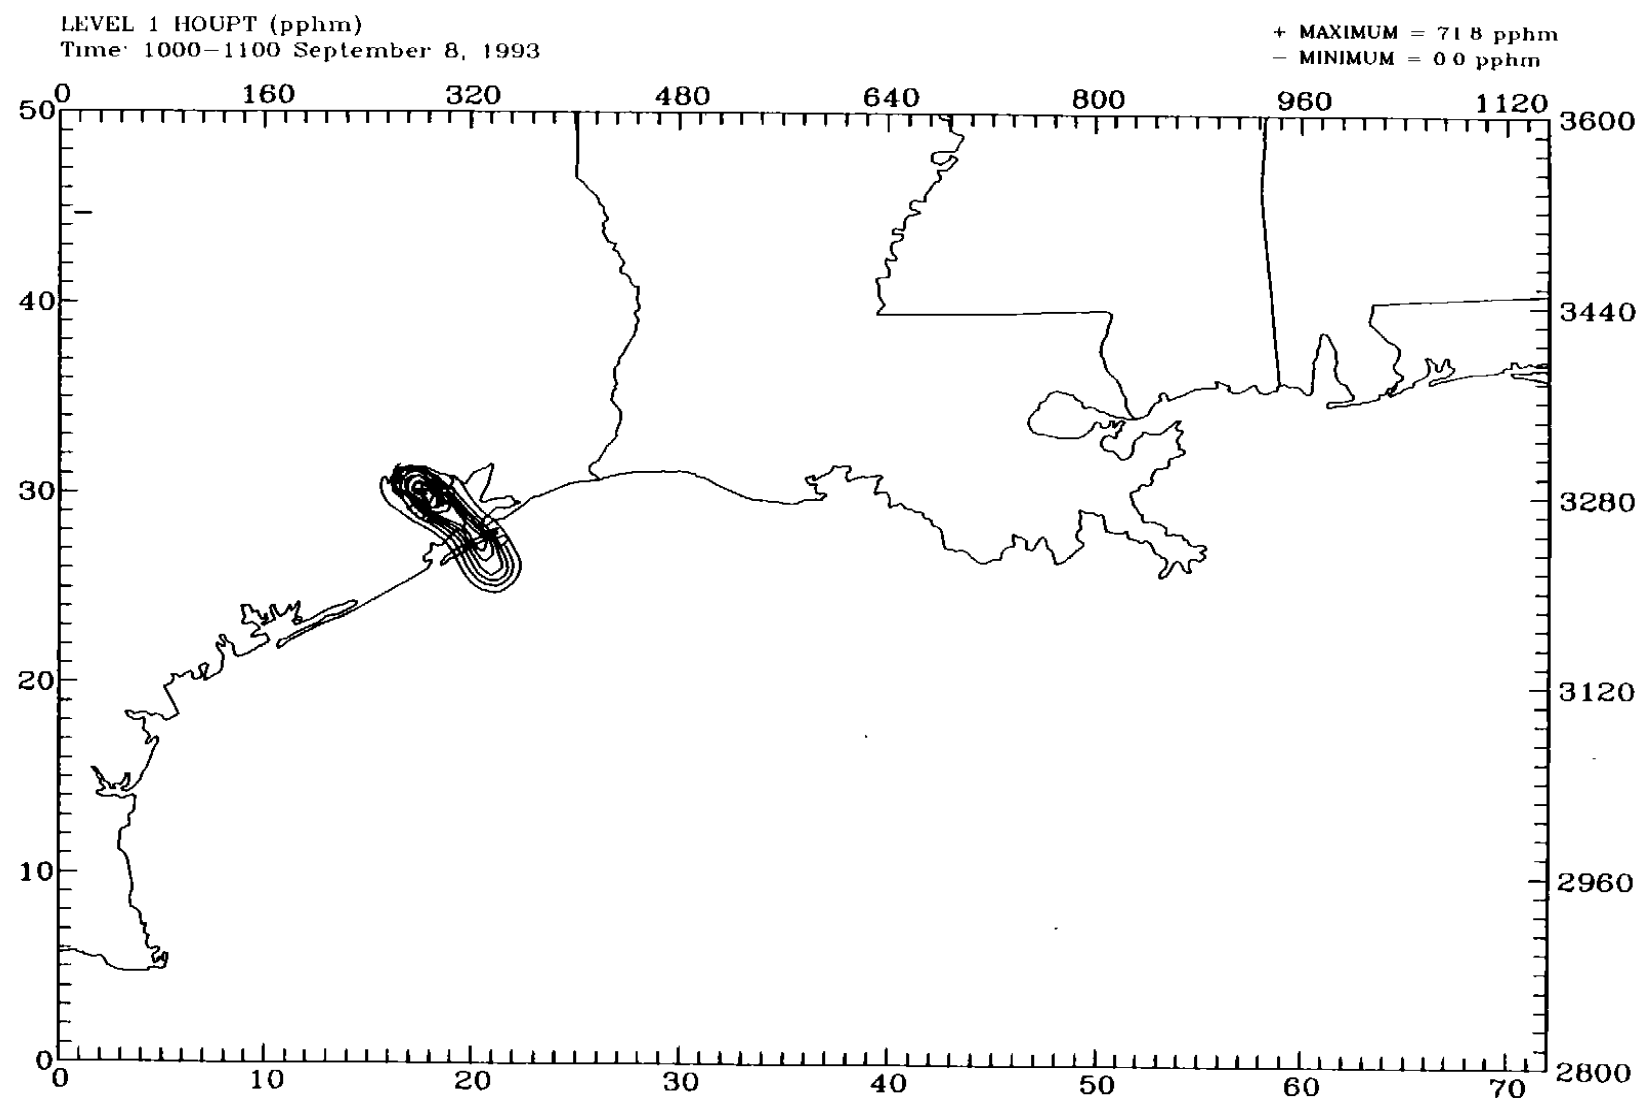 LEVEL 1 HOUPT (pphm)
Time: 1000-1100 September 8, 1993
+ MAXIMUM = 71 8 pphm
- MINIMUM = 0 0 pphm
0 160 320 480 640 800 960 1120
50 3600
40 3440
30 3280
20 3120
10 2960
0 2800
0 10 20 30 40 50 60 70